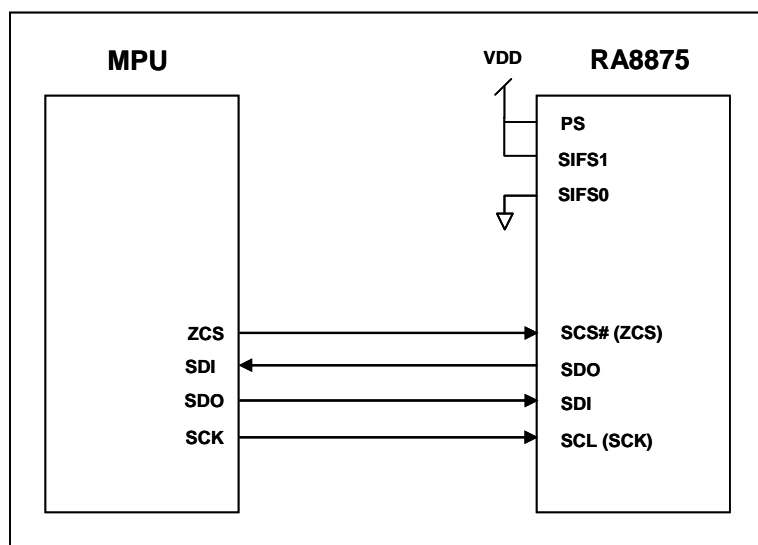 MPU
VDD
RA8875
PS
SIFS1
SIFS0
ZCS
SCS# (ZCS)
SDI
SDO
SDO
SDI
SCK
SCL (SCK)